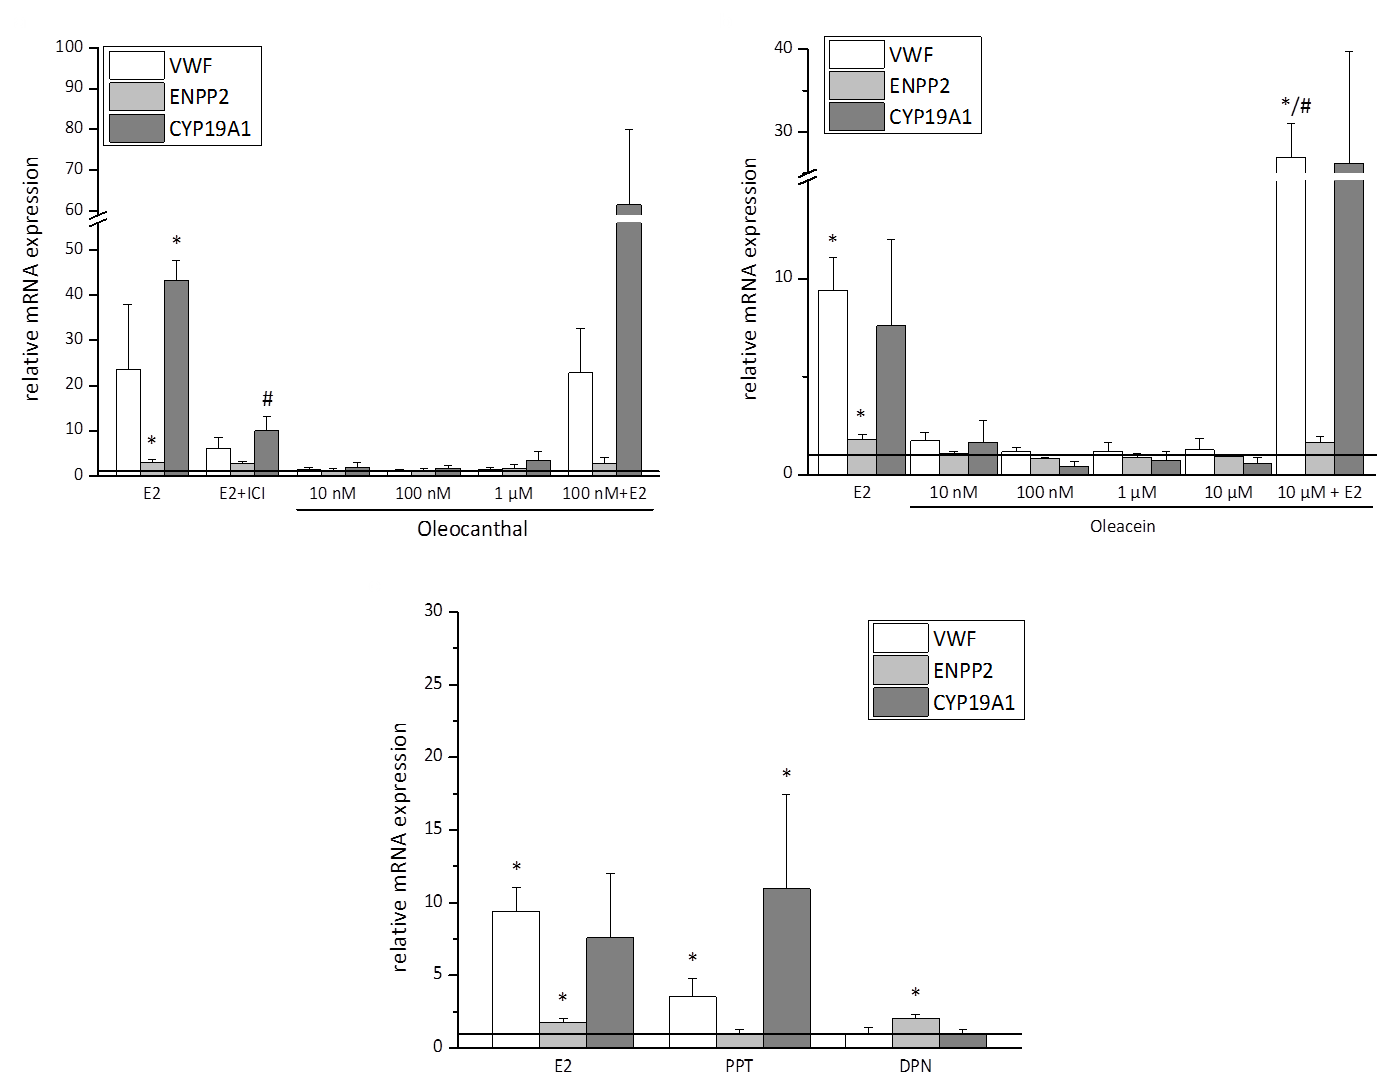 VWF
ENPP2
CYP19A1
relative mRNA expression
100
90
80
70
60
50
40
30
20
10
0
*
*
#
E2
E2+ICI
10 nM
100 nM
1 µM
100 nM+E2
Oleocanthal
VWF
ENPP2
CYP19A1
relative mRNA expression
40
30
10
0
*
*
*/#
E2
10 nM
100 nM
1 µM
10 µM
10 µM + E2
Oleacein
VWF
ENPP2
CYP19A1
relative mRNA expression
30
25
20
15
10
5
0
*
*
*
*
*
E2
PPT
DPN